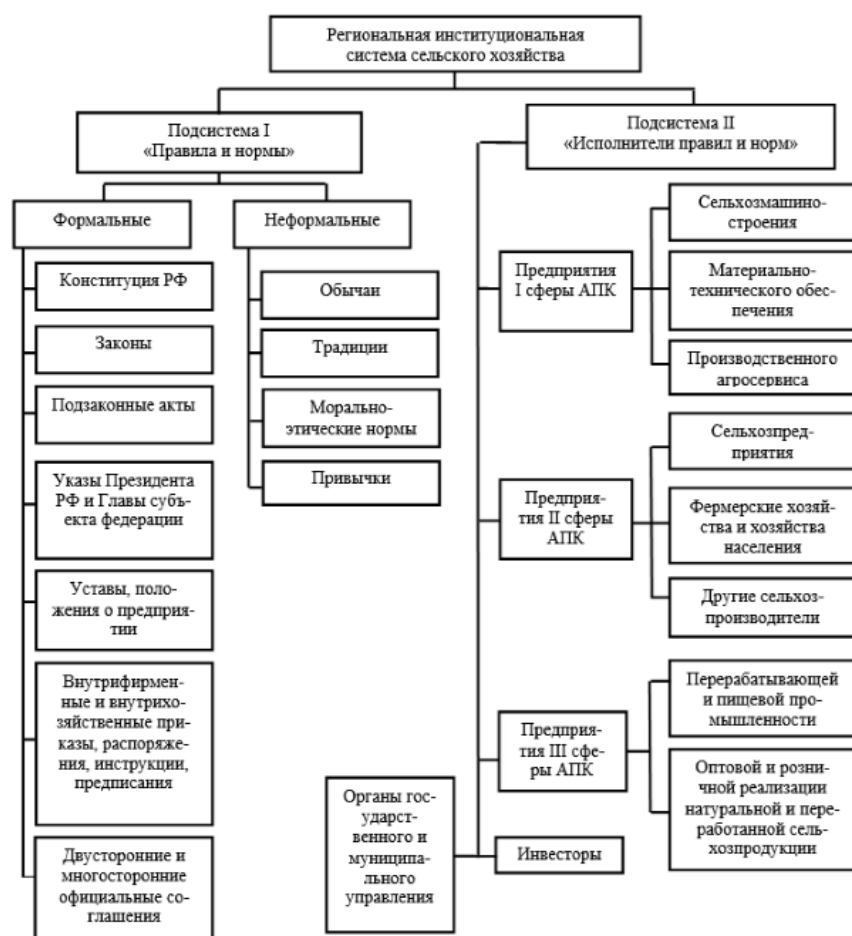 Региональная институциональная
система сельского хозяйства
Подсистема I
«Правила и нормы»
Подсистема II
«Исполнители правил и норм»
Формальные
Неформальные
Конституция РФ
Законы
Подзаконные акты
Указы Президента
РФ и Главы субъ-
екта федерации
Уставы, поло-
жения о предприя-
тии
Внутрифирмен-
ные и внутрихо-
зяйственные при-
казы, распоряже-
ния, инструкции,
предписания
Двусторонние и
многосторонние
официальные со-
глашения
Обычаи
Традиции
Морально-
этические нормы
Привычки
Предприятия
I сферы АПК
Сельхозмашино-
строения
Материально-
технического обес-
печения
Производственного
агросервиса
Предприя-
тия II сферы
АПК
Сельхозпред-
приятия
Фермерские хозяй-
ства и хозяйства
населения
Другие сельхоз-
производители
Предприя-
тия III сфе-
ры АПК
Перерабатывающей
и пищевой про-
мышленности
Оптовой и розни-
чной реализации
натуральной и пере-
работанной сель-
хозпродукции
Органы госу-
дарст-
венного и
муниципа-
льного
управления
Инвесторы